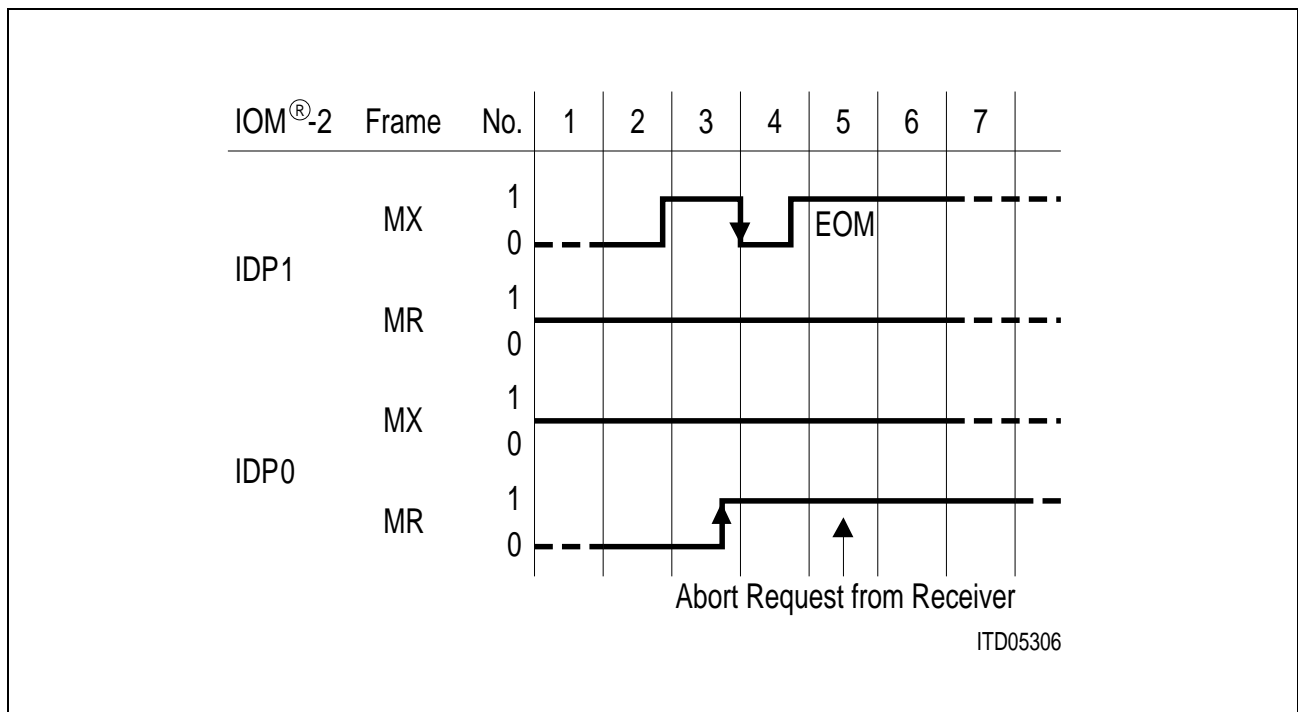 IOM®-2 Frame No. 1 2 3 4 5 6 7
1
MX
0
EOM
IDP1
1
MR
0
1
MX
0
IDP0
1
MR
0
Abort Request from Receiver
ITD05306